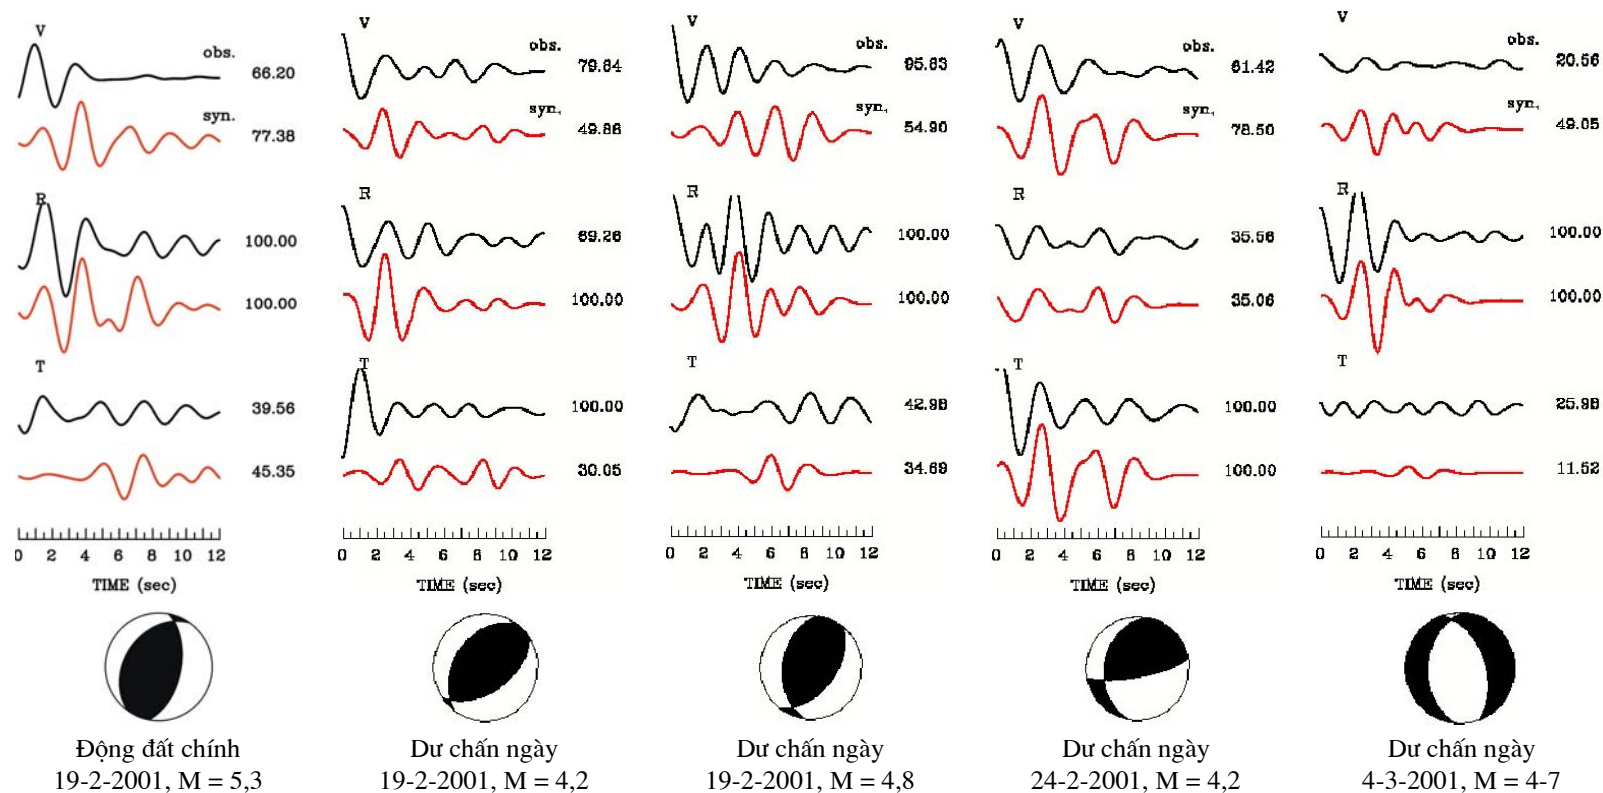 V
obs. 66.20
syn. 77.38
R
100.00
100.00
T
39.56
45.35
0 2 4 6 8 10 12
TIME (sec)
Động đất chính
19-2-2001, M = 5,3
V
obs. 79.64
syn. 49.86
R
69.26
100.00
T
100.00
30.05
0 2 4 6 8 10 12
TIME (sec)
Dư chấn ngày
19-2-2001, M = 4,2
V
obs. 95.63
syn. 54.90
R
100.00
100.00
T
42.98
34.69
0 2 4 6 8 10 12
TIME (sec)
Dư chấn ngày
19-2-2001, M = 4,8
V
obs. 61.42
syn. 78.50
R
35.56
35.06
T
100.00
100.00
0 2 4 6 8 10 12
TIME (sec)
Dư chấn ngày
24-2-2001, M = 4,2
V
obs. 20.56
syn. 49.05
R
100.00
100.00
T
25.98
11.52
0 2 4 6 8 10 12
TIME (sec)
Dư chấn ngày
4-3-2001, M = 4-7